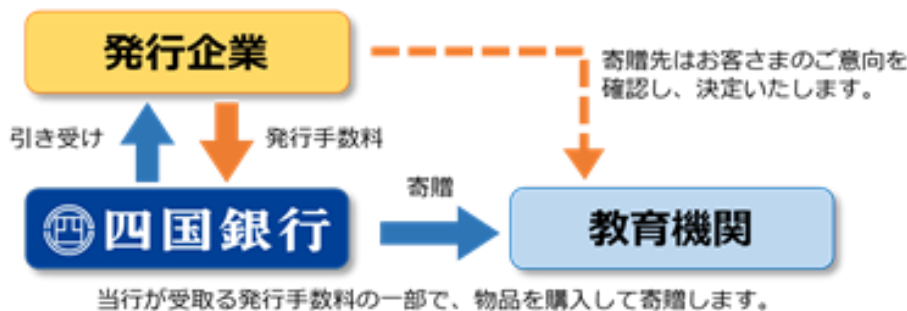 発行企業
寄贈先はお客さまのご意向を
確認し、決定いたします。
引き受け
発行手数料
四国銀行
寄贈
教育機関
当行が受取る発行手数料の一部で、物品を購入して寄贈します。